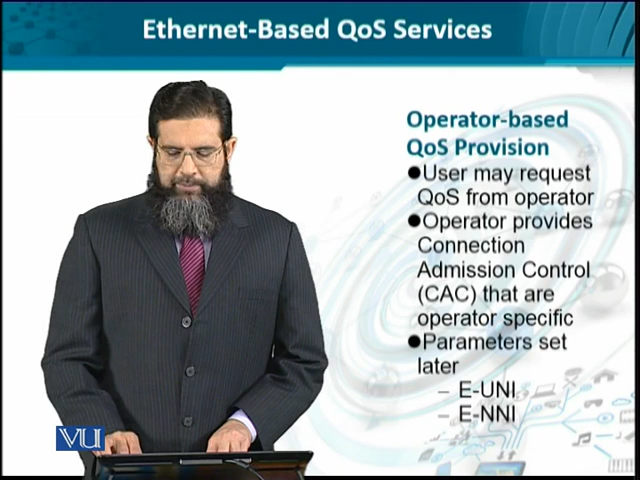 Ethernet-Based QoS Services
Operator-based
QoS Provision
●User may request
QoS from operator
●Operator provides
Connection
Admission Control
(CAC) that are
operator specific
●Parameters set
later
– E-UNI
– E-NNI
VU